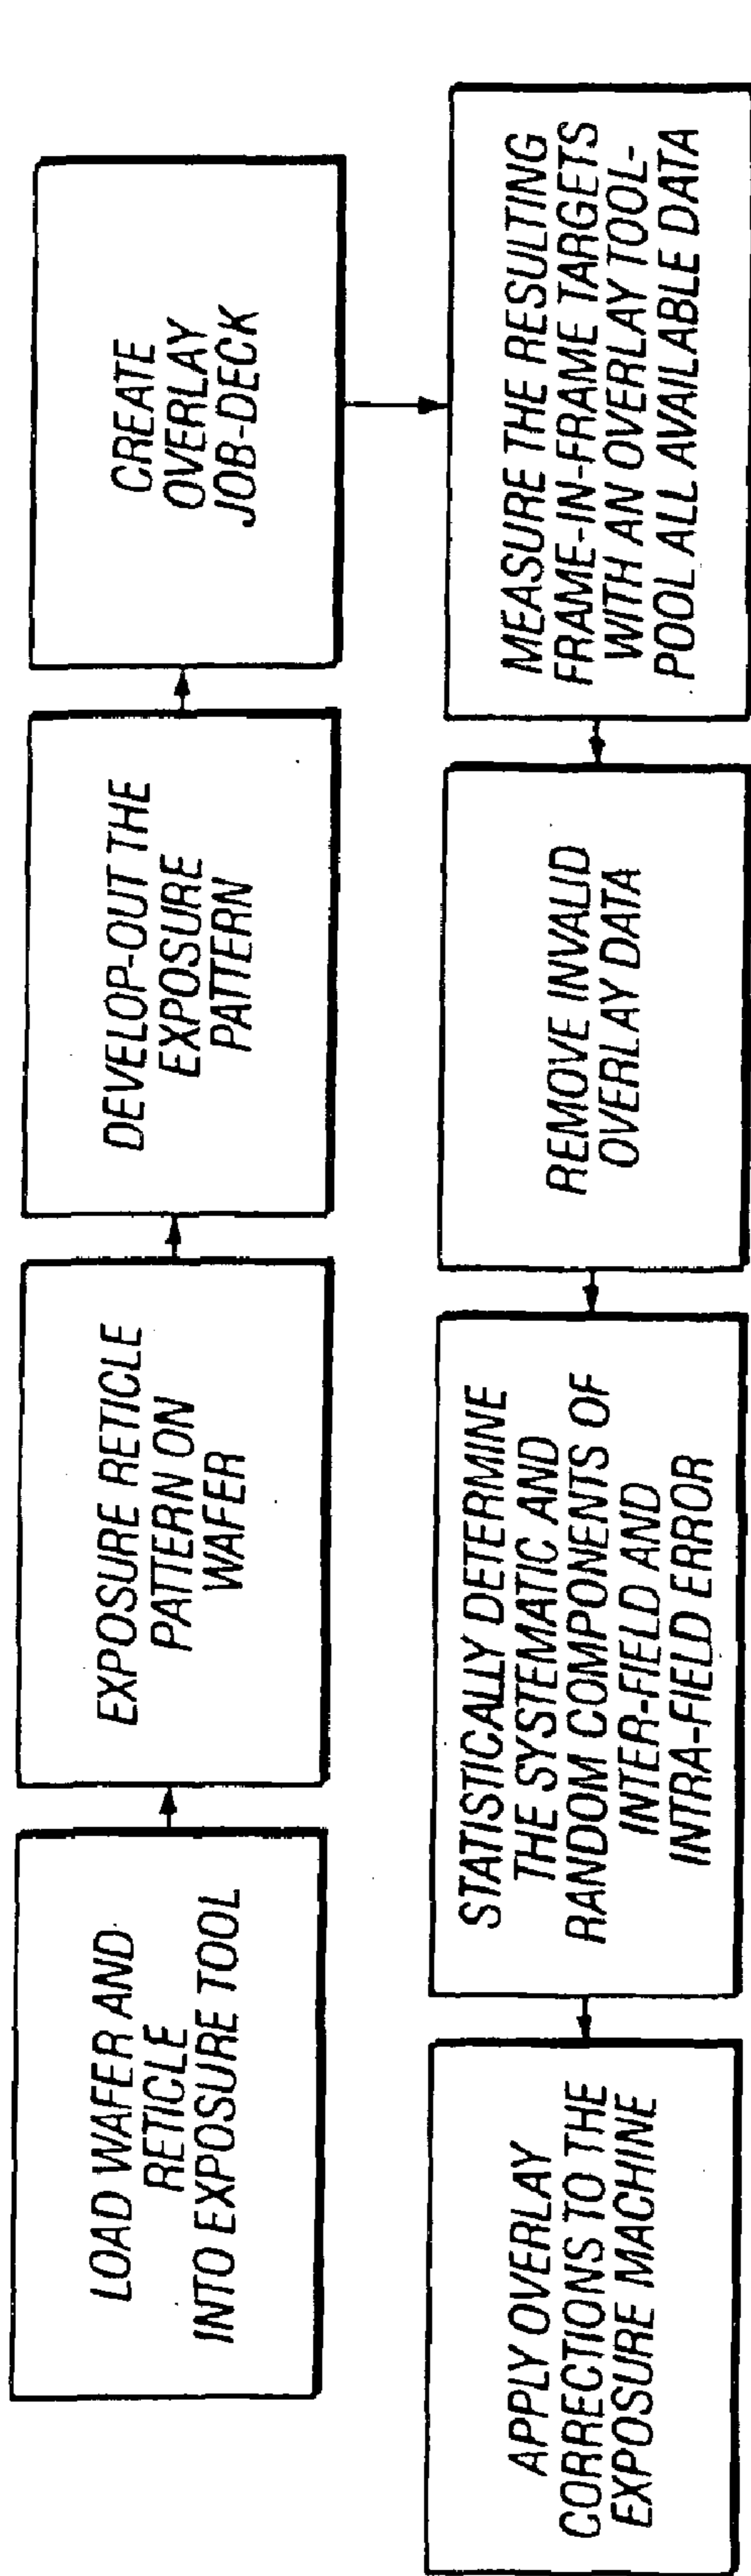 LOAD WAFER AND
RETICLE
INTO EXPOSURE TOOL
EXPOSURE RETICLE
PATTERN ON
WAFER
DEVELOP-OUT THE
EXPOSURE
PATTERN
CREATE
OVERLAY
JOB-DECK
MEASURE THE RESULTING
FRAME-IN-FRAME TARGETS
WITH AN OVERLAY TOOL-
POOL ALL AVAILABLE DATA
REMOVE INVALID
OVERLAY DATA
STATISTICALLY DETERMINE
THE SYSTEMATIC AND
RANDOM COMPONENTS OF
INTER-FIELD AND
INTRA-FIELD ERROR
APPLY OVERLAY
CORRECTIONS TO THE
EXPOSURE MACHINE